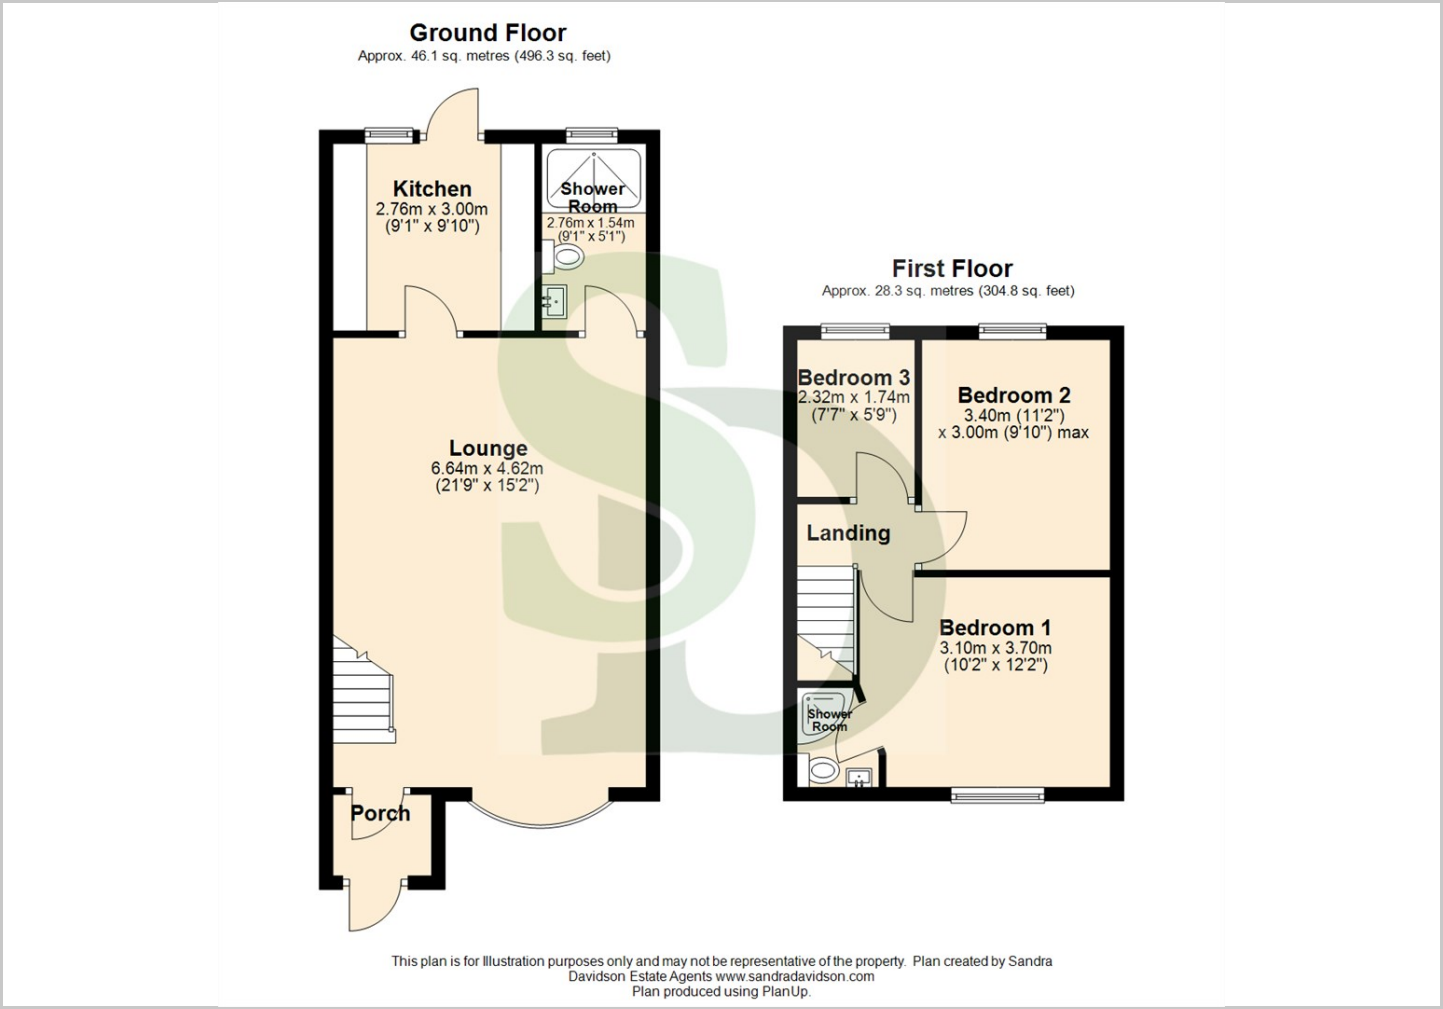 Ground Floor
Approx. 46.1 sq. metres (496.3 sq. feet)
Kitchen
2.76m x 3.00m
(9'1" x 9'10")
Shower
Room
2.76m x 1.54m
(9'1" x 5'1")
Lounge
6.64m x 4.62m
(21'9" x 15'2")
Porch
First Floor
Approx. 28.3 sq. metres (304.8 sq. feet)
Bedroom 3
2.32m x 1.74m
(7'7" x 5'9")
Bedroom 2
3.40m (11'2")
x 3.00m (9'10") max
Landing
Bedroom 1
3.10m x 3.70m
(10'2" x 12'2")
Shower
Room
SD
This plan is for Illustration purposes only and may not be representative of the property. Plan created by Sandra
Davidson Estate Agents www.sandradavidson.com
Plan produced using PlanUp.